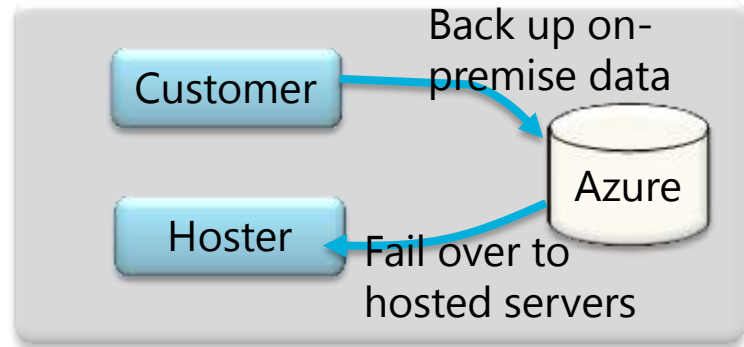 Back up on-
premise data
Customer
Azure
Hoster
Fail over to
hosted servers